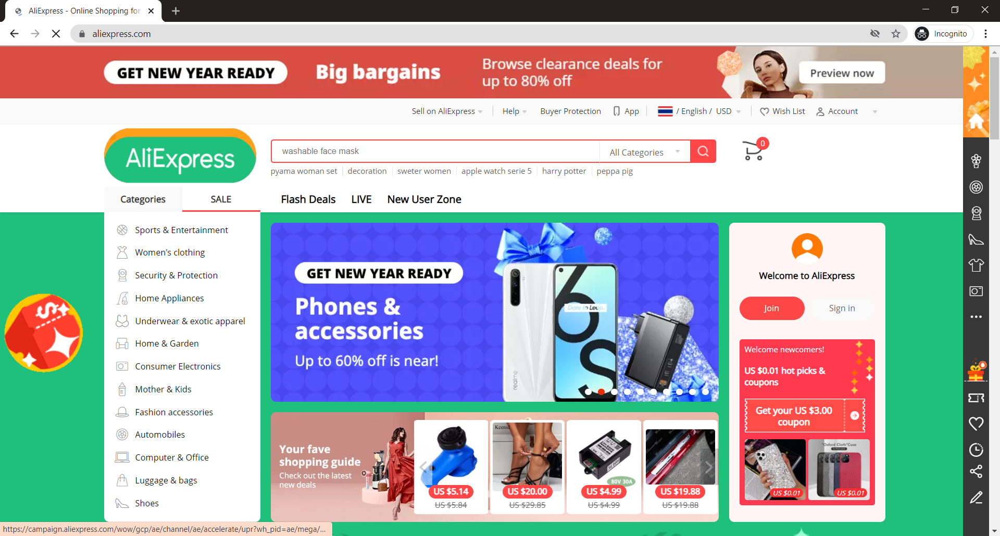 AliExpress - Online Shopping for
aliexpress.com
Incognito
GET NEW YEAR READY
Big bargains
Browse clearance deals for
up to 80% off
Preview now
Sell on AliExpress
Help
Buyer Protection
App
/ English / USD
Wish List
Account
AliExpress
washable face mask
All Categories
0
pyama woman set
decoration
sweter women
apple watch serie 5
harry potter
peppa pig
Categories
SALE
Flash Deals
LIVE
New User Zone
Sports & Entertainment
Women's clothing
Security & Protection
Home Appliances
Underwear & exotic apparel
Home & Garden
Consumer Electronics
Mother & Kids
Fashion accessories
Automobiles
Computer & Office
Luggage & bags
Shoes
GET NEW YEAR READY
Phones &
accessories
Up to 60% off is near!
realme
Dare to Leap.
6s
Welcome to AliExpress
Join
Sign in
Welcome newcomers!
US $0.01 hot picks &
coupons
Get your US $3.00
coupon
"Oxford Cloth"Case
US $0.01
US $0.01
Your fave
shopping guide
Check out the latest
new deals
US $5.14
US $5.84
Kcenid
US $20.00
US $29.85
80V 30A
US $4.99
US $4.99
US $19.88
US $19.88
https://campaign.aliexpress.com/wow/gcp/ae/channel/ae/accelerate/upr?wh_pid=ae/mega/...